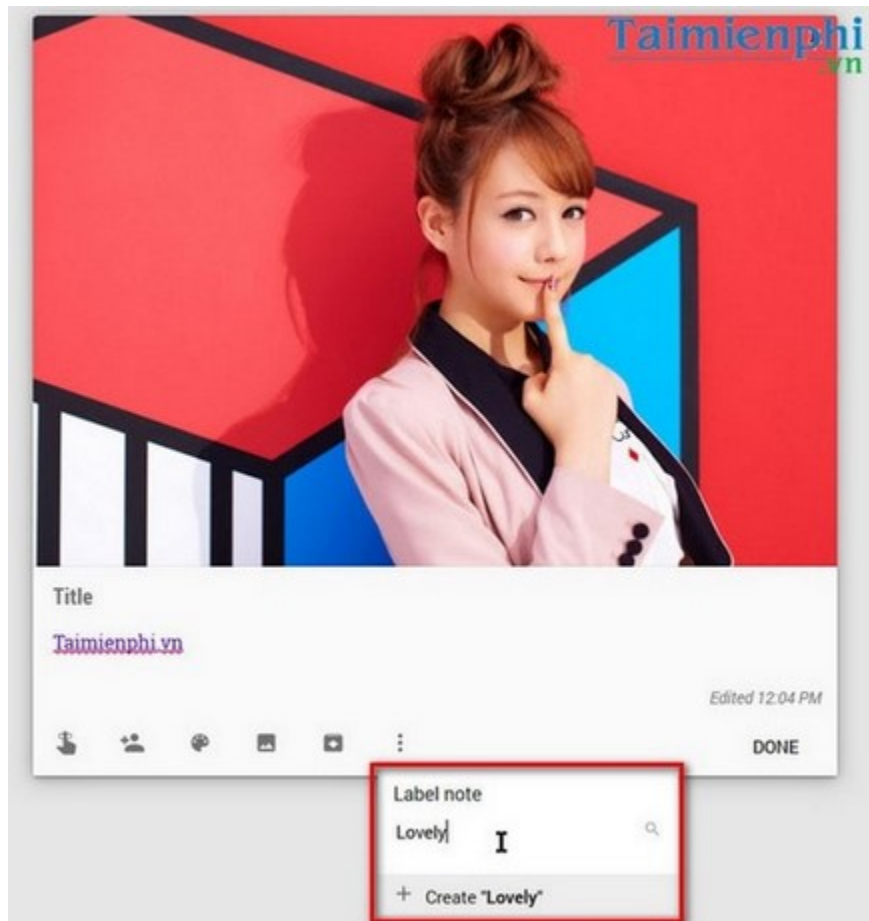 Taimienphi
.vn
Title
Taimienphi.vn
Edited 12:04 PM
DONE
Label note
Lovely
+ Create "Lovely"